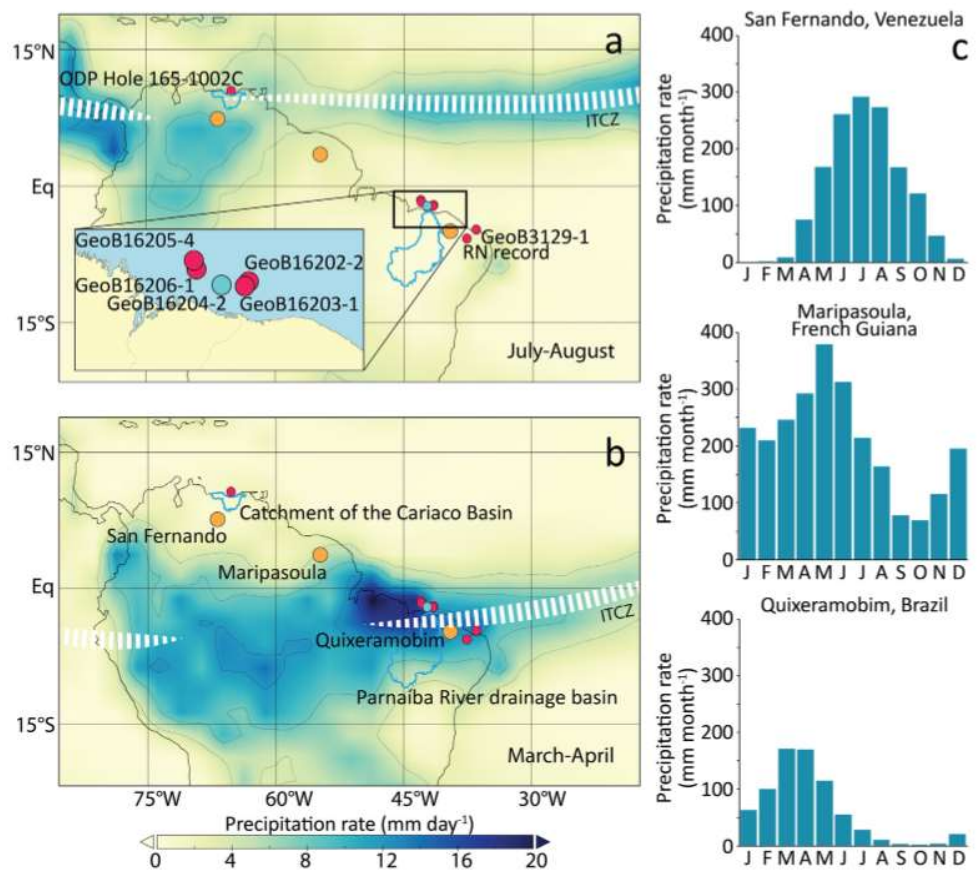 a
15°N
ODP Hole 165-1002C
ITCZ
Eq
GeoB16205-4
GeoB16202-2
GeoB16206-1
GeoB16204-2
GeoB16203-1
GeoB3129-1
RN record
15°S
July-August
b
15°N
Catchment of the Cariaco Basin
San Fernando
Maripasoula
Eq
ITCZ
Quixeramobim
Parnaíba River drainage basin
15°S
March-April
75°W 60°W 45°W 30°W
Precipitation rate (mm day-1)
0 4 8 12 16 20
San Fernando, Venezuela
c
Precipitation rate
(mm month-1)
400
300
200
100
0
J F M A M J J A S O N D
Maripasoula,
French Guiana
Precipitation rate
(mm month-1)
400
300
200
100
0
J F M A M J J A S O N D
Quixeramobim, Brazil
Precipitation rate
(mm month-1)
400
300
200
100
0
J F M A M J J A S O N D